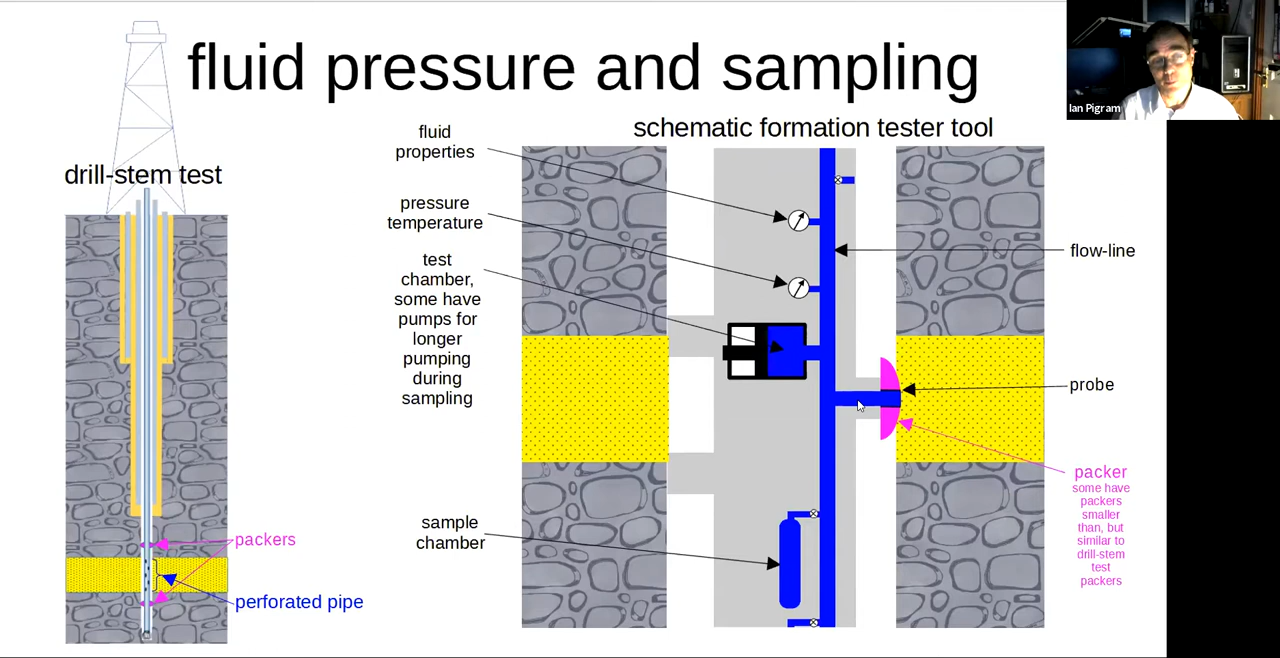 fluid pressure and sampling
Ian Pigram
drill-stem test
packers
perforated pipe
schematic formation tester tool
fluid
properties
pressure
temperature
test
chamber,
some have
pumps for
longer
pumping
during
sampling
sample
chamber
flow-line
probe
packer
some have
packers
smaller
than, but
similar to
drill-stem
test
packers